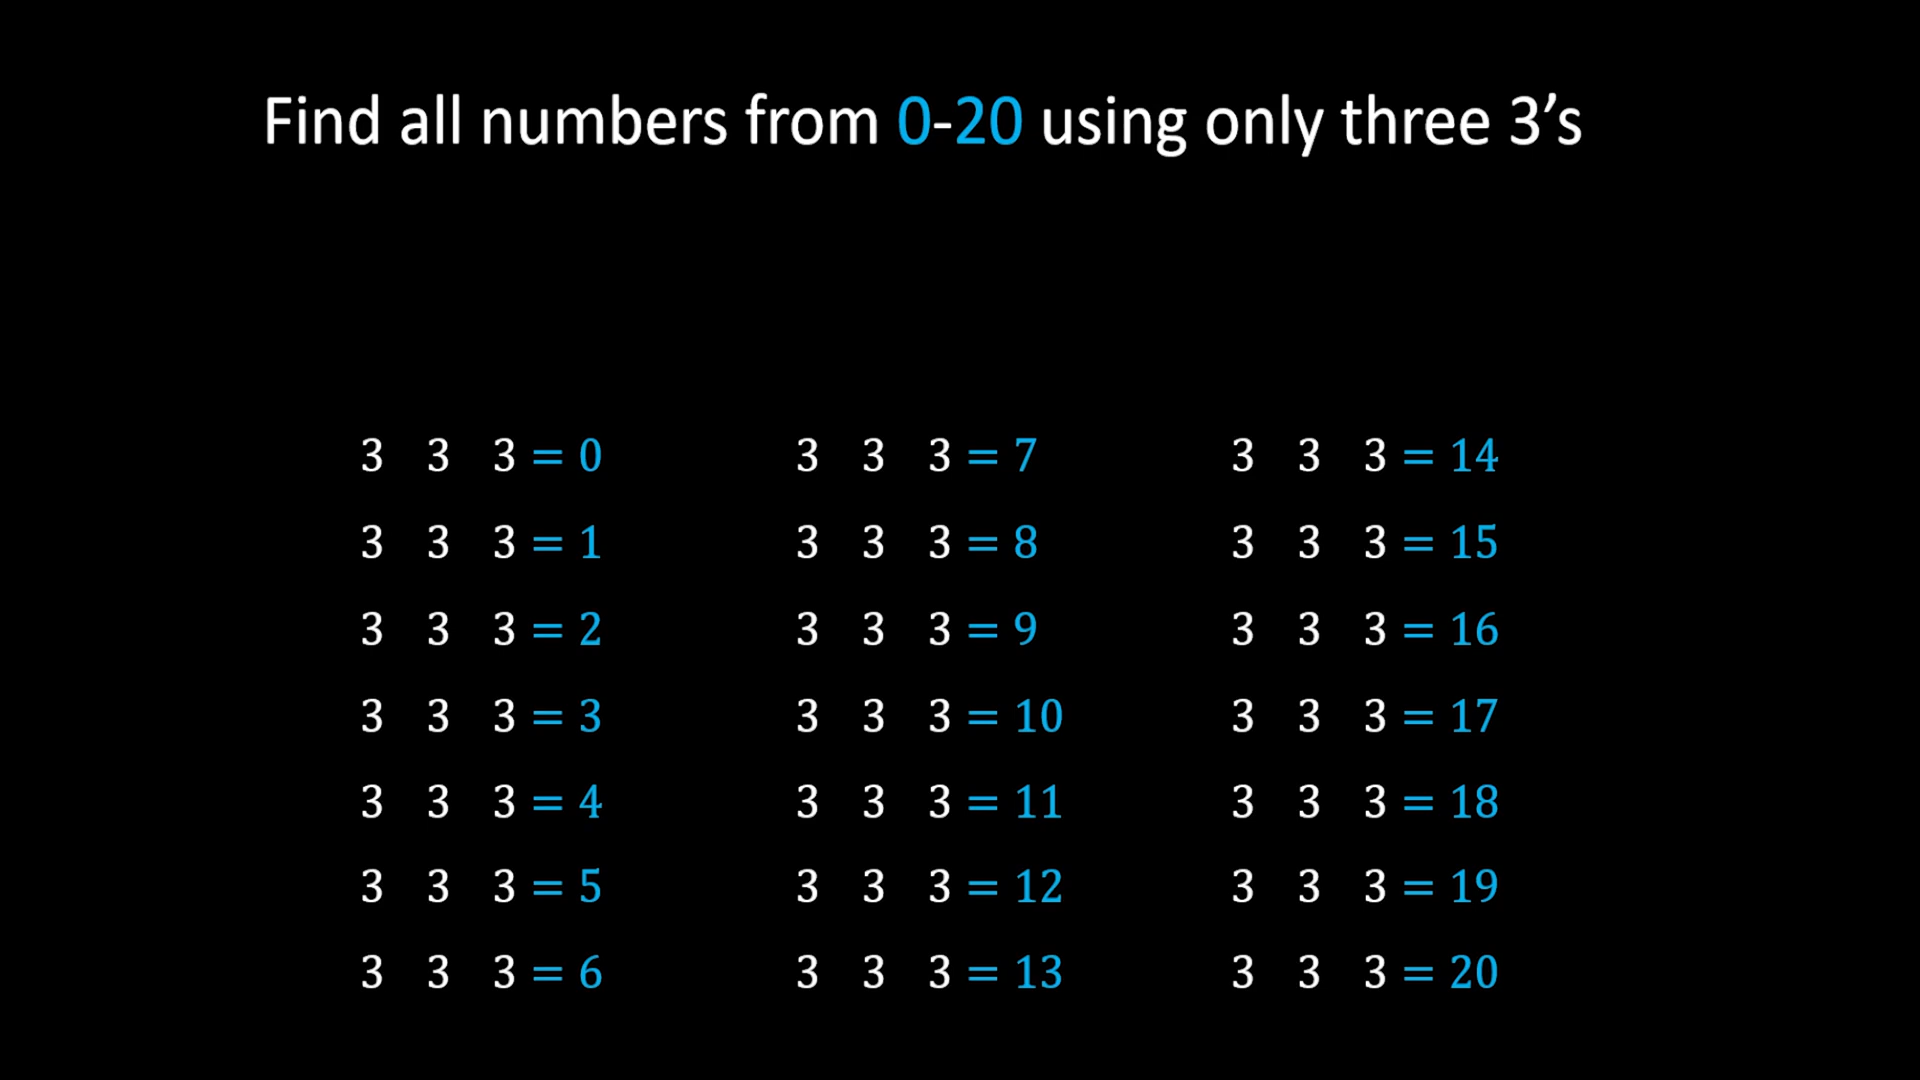 Find all numbers from 0-20 using only three 3’s
3 3 3 = 0
3 3 3 = 1
3 3 3 = 2
3 3 3 = 3
3 3 3 = 4
3 3 3 = 5
3 3 3 = 6
3 3 3 = 7
3 3 3 = 8
3 3 3 = 9
3 3 3 = 10
3 3 3 = 11
3 3 3 = 12
3 3 3 = 13
3 3 3 = 14
3 3 3 = 15
3 3 3 = 16
3 3 3 = 17
3 3 3 = 18
3 3 3 = 19
3 3 3 = 20